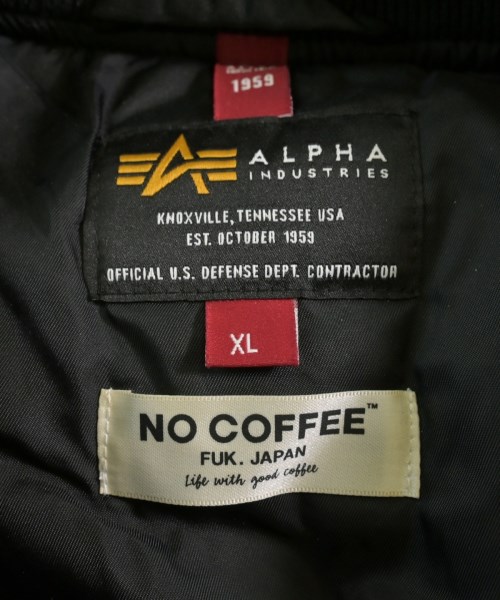 1959
ALPHA
INDUSTRIES
KNOXVILLE, TENNESSEE USA
EST. OCTOBER 1959
OFFICIAL U.S. DEFENSE DEPT. CONTRACTOR
XL
NO COFFEE™
FUK. JAPAN
Life with good coffee